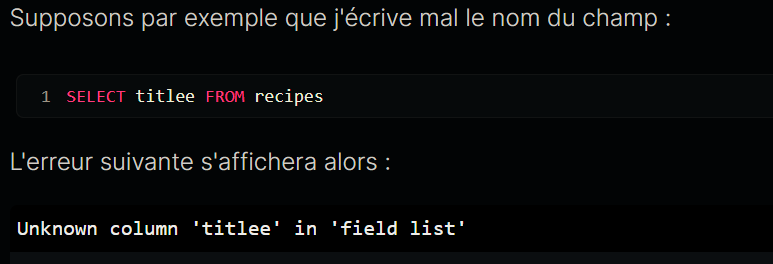 Supposons par exemple que j'écrive mal le nom du champ :
1 SELECT titlee FROM recipes
L'erreur suivante s'affichera alors :
Unknown column 'titlee' in 'field list'